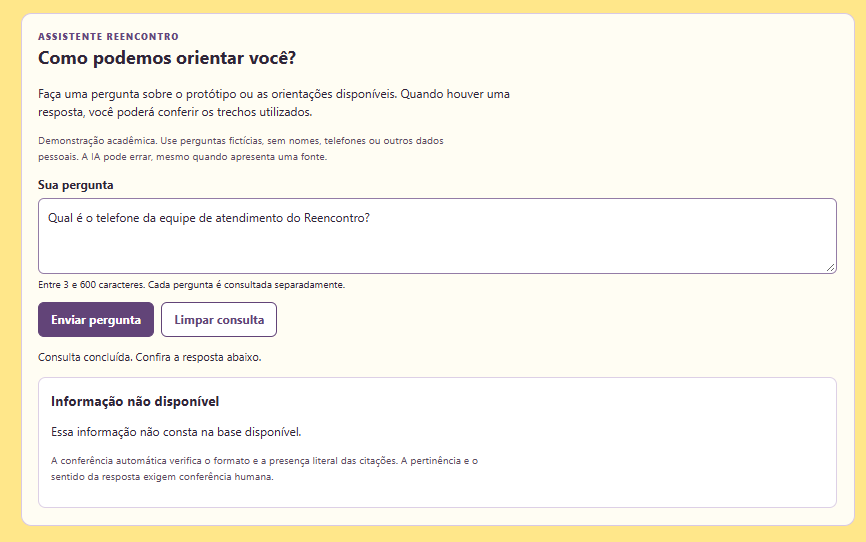 ASSISTENTE REENCONTRO
Como podemos orientar você?
Faça uma pergunta sobre o protótipo ou as orientações disponíveis. Quando houver uma
resposta, você poderá conferir os trechos utilizados.
Demonstração acadêmica. Use perguntas fictícias, sem nomes, telefones ou outros dados
pessoais. A IA pode errar, mesmo quando apresenta uma fonte.
Sua pergunta
Qual é o telefone da equipe de atendimento do Reencontro?
Entre 3 e 600 caracteres. Cada pergunta é consultada separadamente.
Enviar pergunta
Limpar consulta
Consulta concluída. Confira a resposta abaixo.
Informação não disponível
Essa informação não consta na base disponível.
A conferência automática verifica o formato e a presença literal das citações. A pertinência e o
sentido da resposta exigem conferência humana.